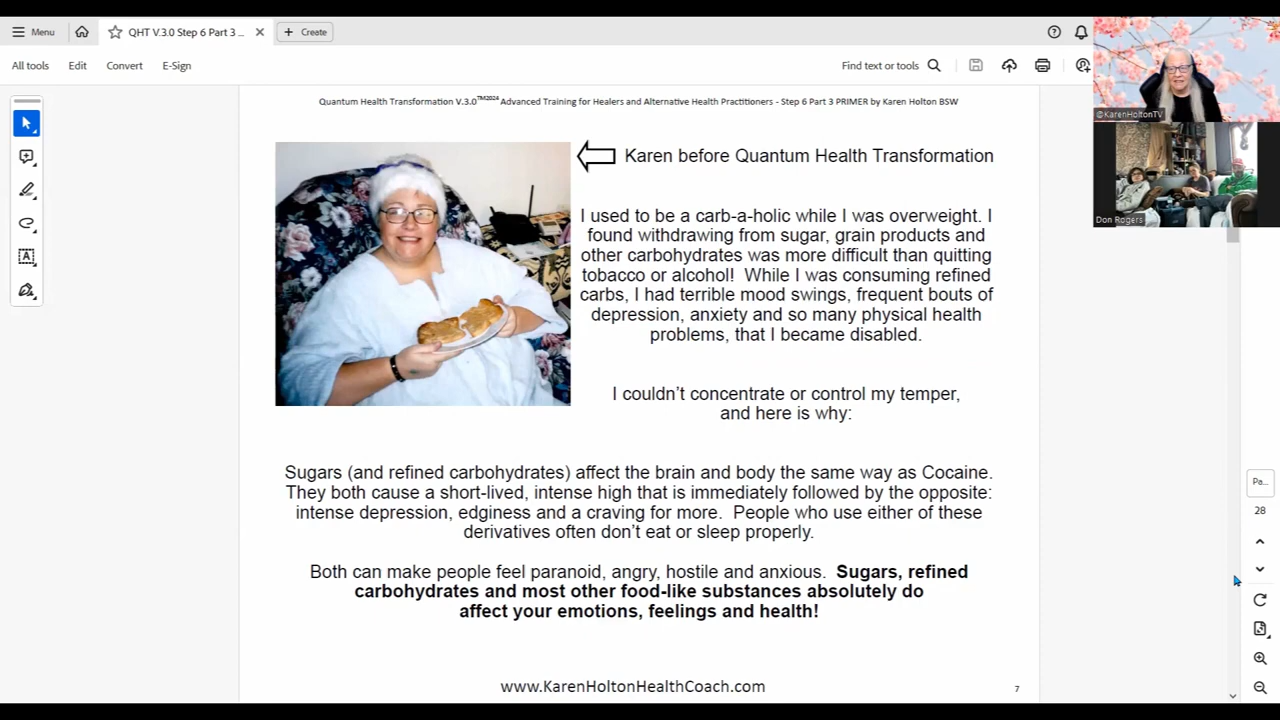 Menu
QHT V.3.0 Step 6 Part 3 ...
Create
All tools
Edit
Convert
E-Sign
Find text or tools
@KarenHoltonTV
Don Rogers
Quantum Health Transformation V.3.0™2024 Advanced Training for Healers and Alternative Health Practitioners - Step 6 Part 3 PRIMER by Karen Holton BSW
Karen before Quantum Health Transformation
I used to be a carb-a-holic while I was overweight. I
found withdrawing from sugar, grain products and
other carbohydrates was more difficult than quitting
tobacco or alcohol! While I was consuming refined
carbs, I had terrible mood swings, frequent bouts of
depression, anxiety and so many physical health
problems, that I became disabled.
I couldn't concentrate or control my temper,
and here is why:
Sugars (and refined carbohydrates) affect the brain and body the same way as Cocaine.
They both cause a short-lived, intense high that is immediately followed by the opposite:
intense depression, edginess and a craving for more. People who use either of these
derivatives often don't eat or sleep properly.
Both can make people feel paranoid, angry, hostile and anxious. Sugars, refined
carbohydrates and most other food-like substances absolutely do
affect your emotions, feelings and health!
www.KarenHoltonHealthCoach.com
7
Pa...
28